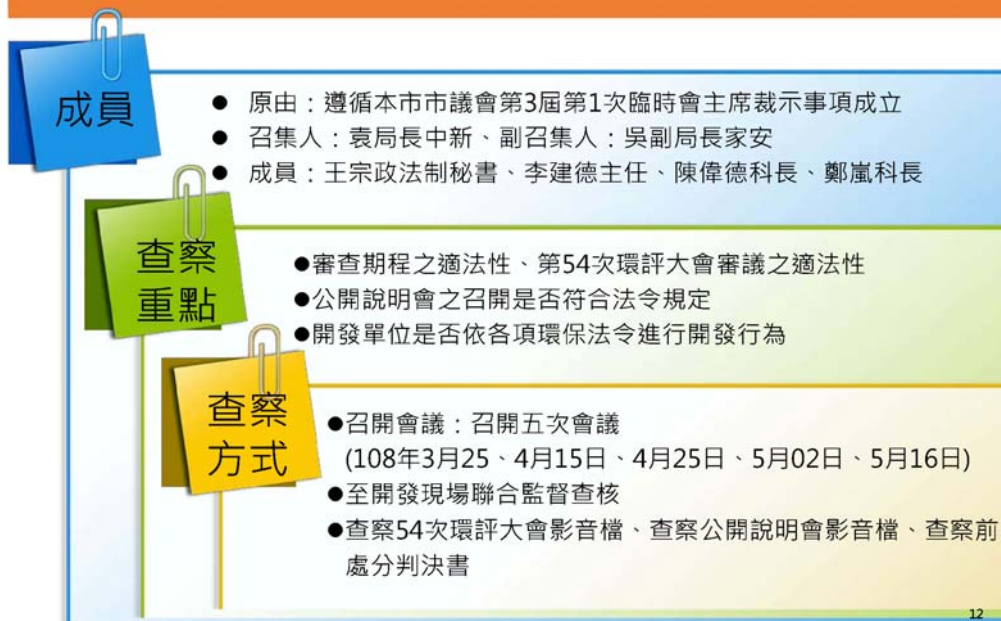 成員
● 原由：遵循本市市議會第3屆第1次臨時會主席裁示事項成立
● 召集人：袁局長中新、副召集人：吳副局長家安
● 成員：王宗政法制秘書、李建德主任、陳偉德科長、鄭嵐科長
查察
重點
●審查期程之適法性、第54次環評大會審議之適法性
●公開說明會之召開是否符合法令規定
●開發單位是否依各項環保法令進行開發行為
查察
方式
●召開會議：召開五次會議
(108年3月25、4月15日、4月25日、5月02日、5月16日)
●至開發現場聯合監督查核
●查察54次環評大會影音檔、查察公開說明會影音檔、查察前
處分判決書
12